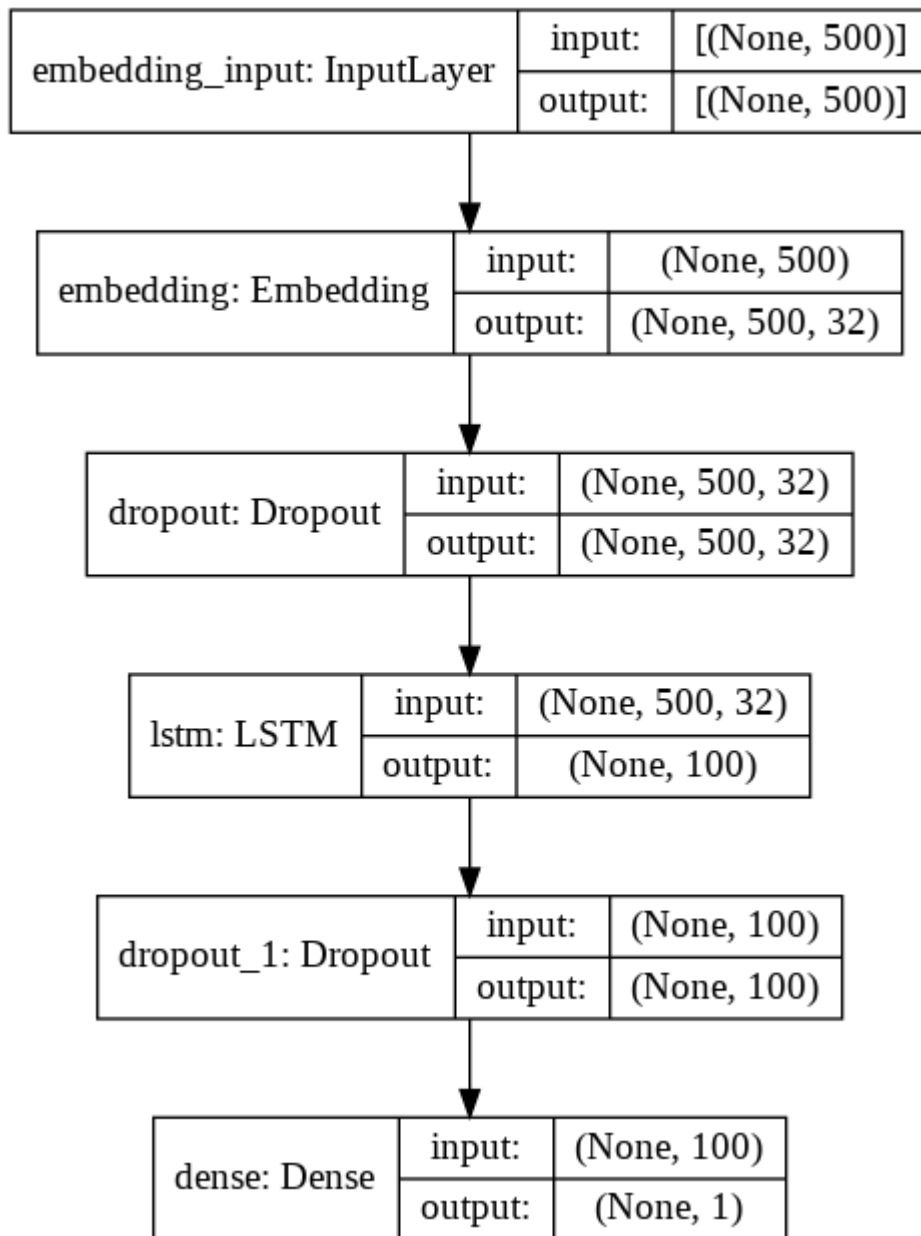 embedding_input: InputLayer
input: [(None, 500)]
output: [(None, 500)]
embedding: Embedding
input: (None, 500)
output: (None, 500, 32)
dropout: Dropout
input: (None, 500, 32)
output: (None, 500, 32)
lstm: LSTM
input: (None, 500, 32)
output: (None, 100)
dropout_1: Dropout
input: (None, 100)
output: (None, 100)
dense: Dense
input: (None, 100)
output: (None, 1)